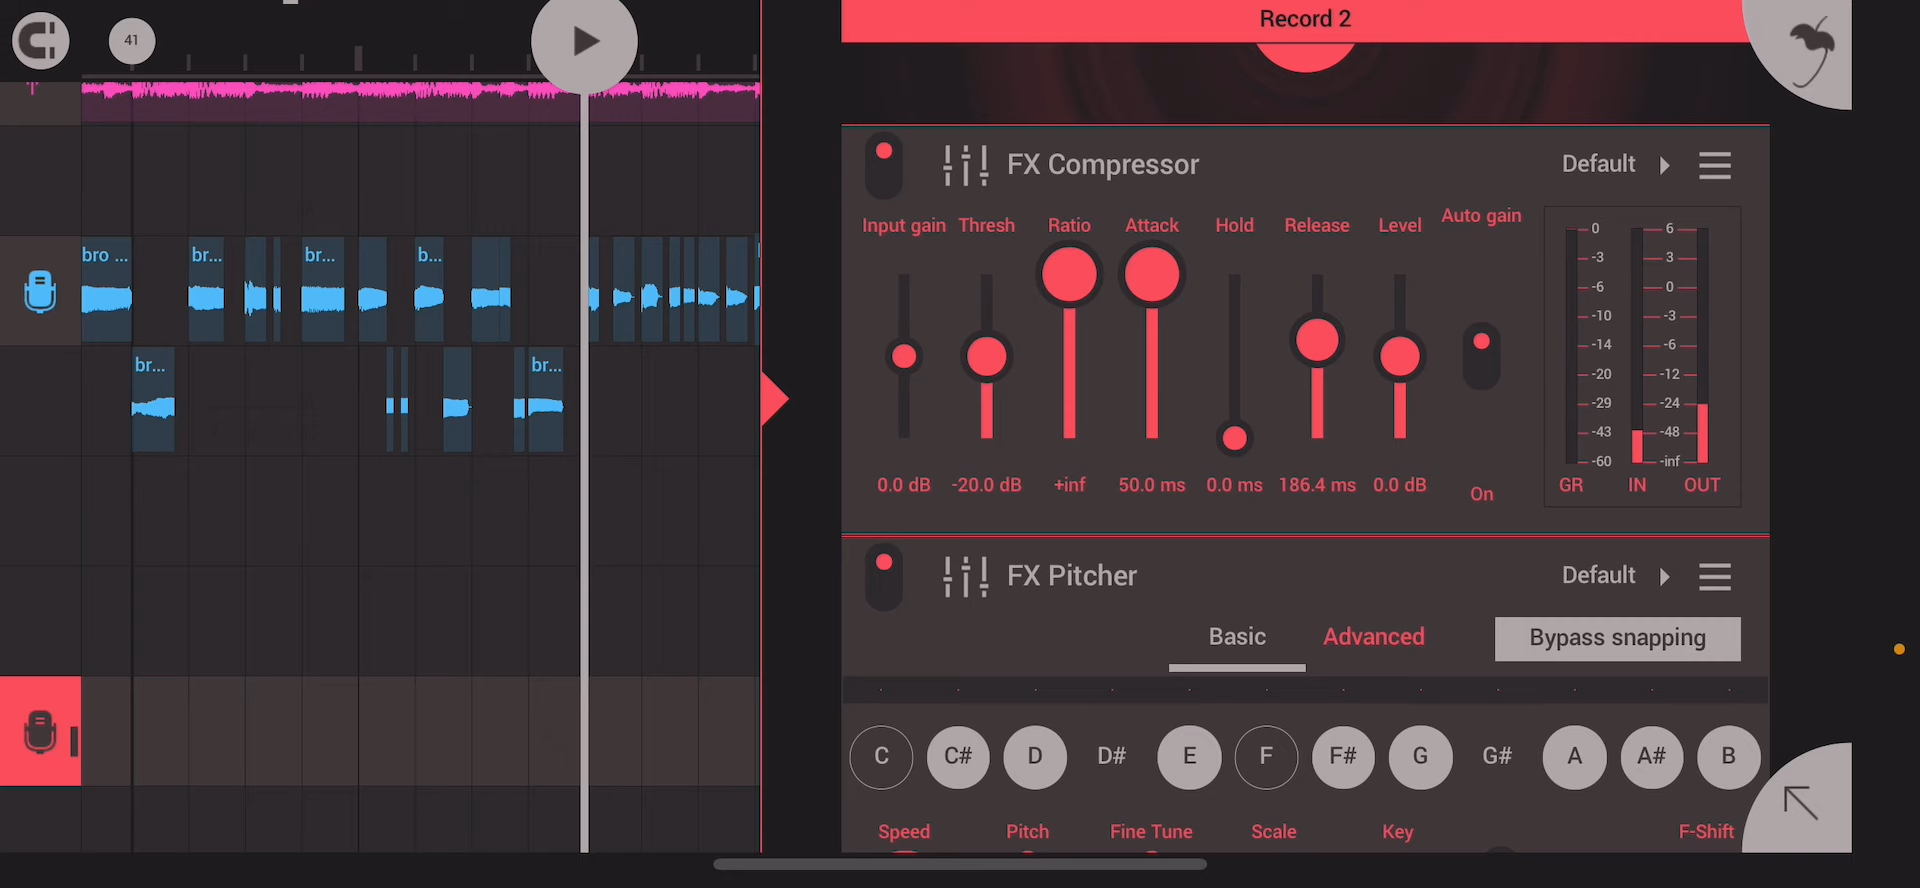 41
Record 2
bro ...
br...
br...
b...
br...
br...
FX Compressor
Default
Input gain Thresh Ratio Attack Hold Release Level Auto gain
0.0 dB -20.0 dB +inf 50.0 ms 0.0 ms 186.4 ms 0.0 dB On
0 6
-3 3
-6 0
-10 -3
-14 -6
-20 -12
-29 -24
-43 -48
-60 -inf
GR IN OUT
FX Pitcher
Default
Basic Advanced Bypass snapping
C C# D D# E F F# G G# A A# B
Speed Pitch Fine Tune Scale Key F-Shift